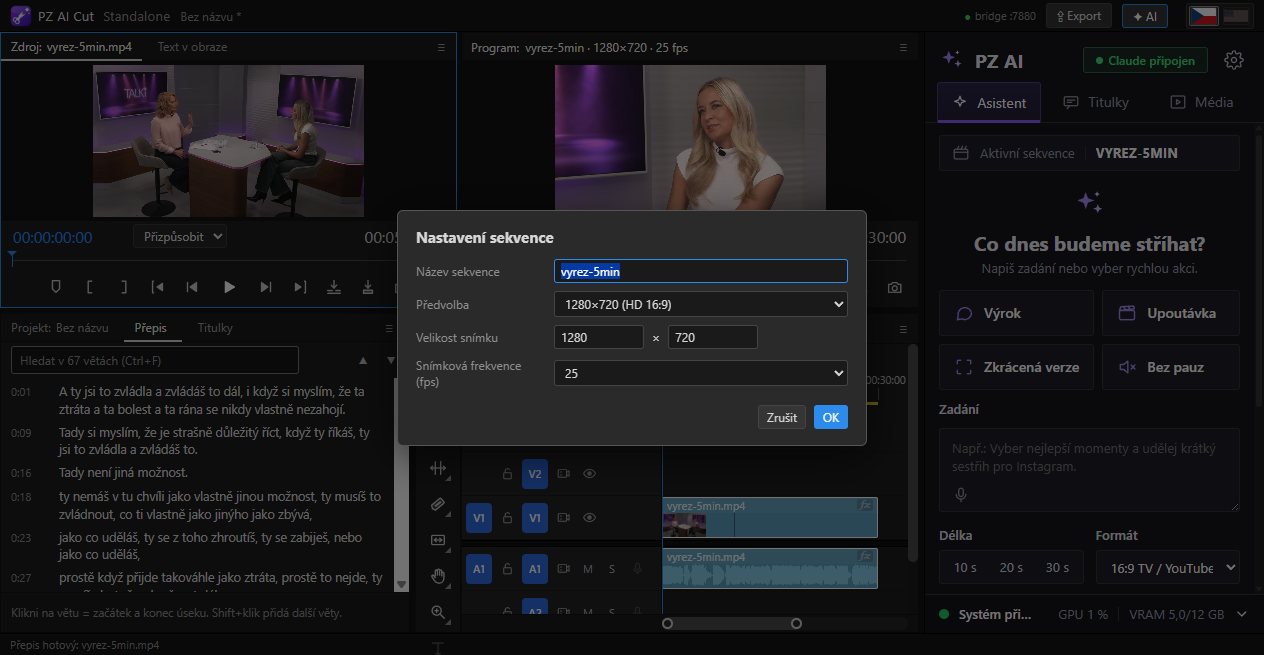 PZ AI Cut Standalone Bez názvu *
bridge :7880 Export AI
Zdroj: vyrez-5min.mp4 Text v obraze
Program: vyrez-5min · 1280×720 · 25 fps
TALK
00:00:00:00 Přizpůsobit 00:05
30:00
Projekt: Bez názvu Přepis Titulky
Hledat v 67 větách (Ctrl+F)
0:01 A ty jsi to zvládla a zvládáš to dál, i když si myslím, že ta
ztráta a ta bolest a ta rána se nikdy vlastně nezahojí.
0:09 Tady si myslím, že je strašně důležitý říct, když ty říkáš, ty
jsi to zvládla a zvládáš to.
0:16 Tady není jiná možnost.
0:18 ty nemáš v tu chvíli jako vlastně jinou možnost, ty musíš to
zvládnout, co ti vlastně jako jinýho jako zbývá,
0:23 jako co uděláš, ty se z toho zhroutíš, ty se zabiješ, nebo
jako co uděláš,
0:27 prostě když přijde takováhle jako ztráta, prostě to nejde, ty
Klikni na větu = začátek a konec úseku. Shift+klik přidá další věty.
Přepis hotový: vyrez-5min.mp4
Nastavení sekvence
Název sekvence vyrez-5min
Předvolba 1280×720 (HD 16:9)
Velikost snímku 1280 × 720
Snímková frekvence
(fps) 25
Zrušit OK
00:30:00
V2
V1 V1 vyrez-5min.mp4 fx
A1 A1 M S vyrez-5min.mp4 fx
A2 M S
PZ AI Claude připojen
Asistent Titulky Média
Aktivní sekvence VYREZ-5MIN
Co dnes budeme stříhat?
Napiš zadání nebo vyber rychlou akci.
Výrok Upoutávka
Zkrácená verze Bez pauz
Zadání
Např.: Vyber nejlepší momenty a udělej krátký
sestřih pro Instagram.
Délka Formát
10 s 20 s 30 s 16:9 TV / YouTube
Systém při... GPU 1 % VRAM 5,0/12 GB